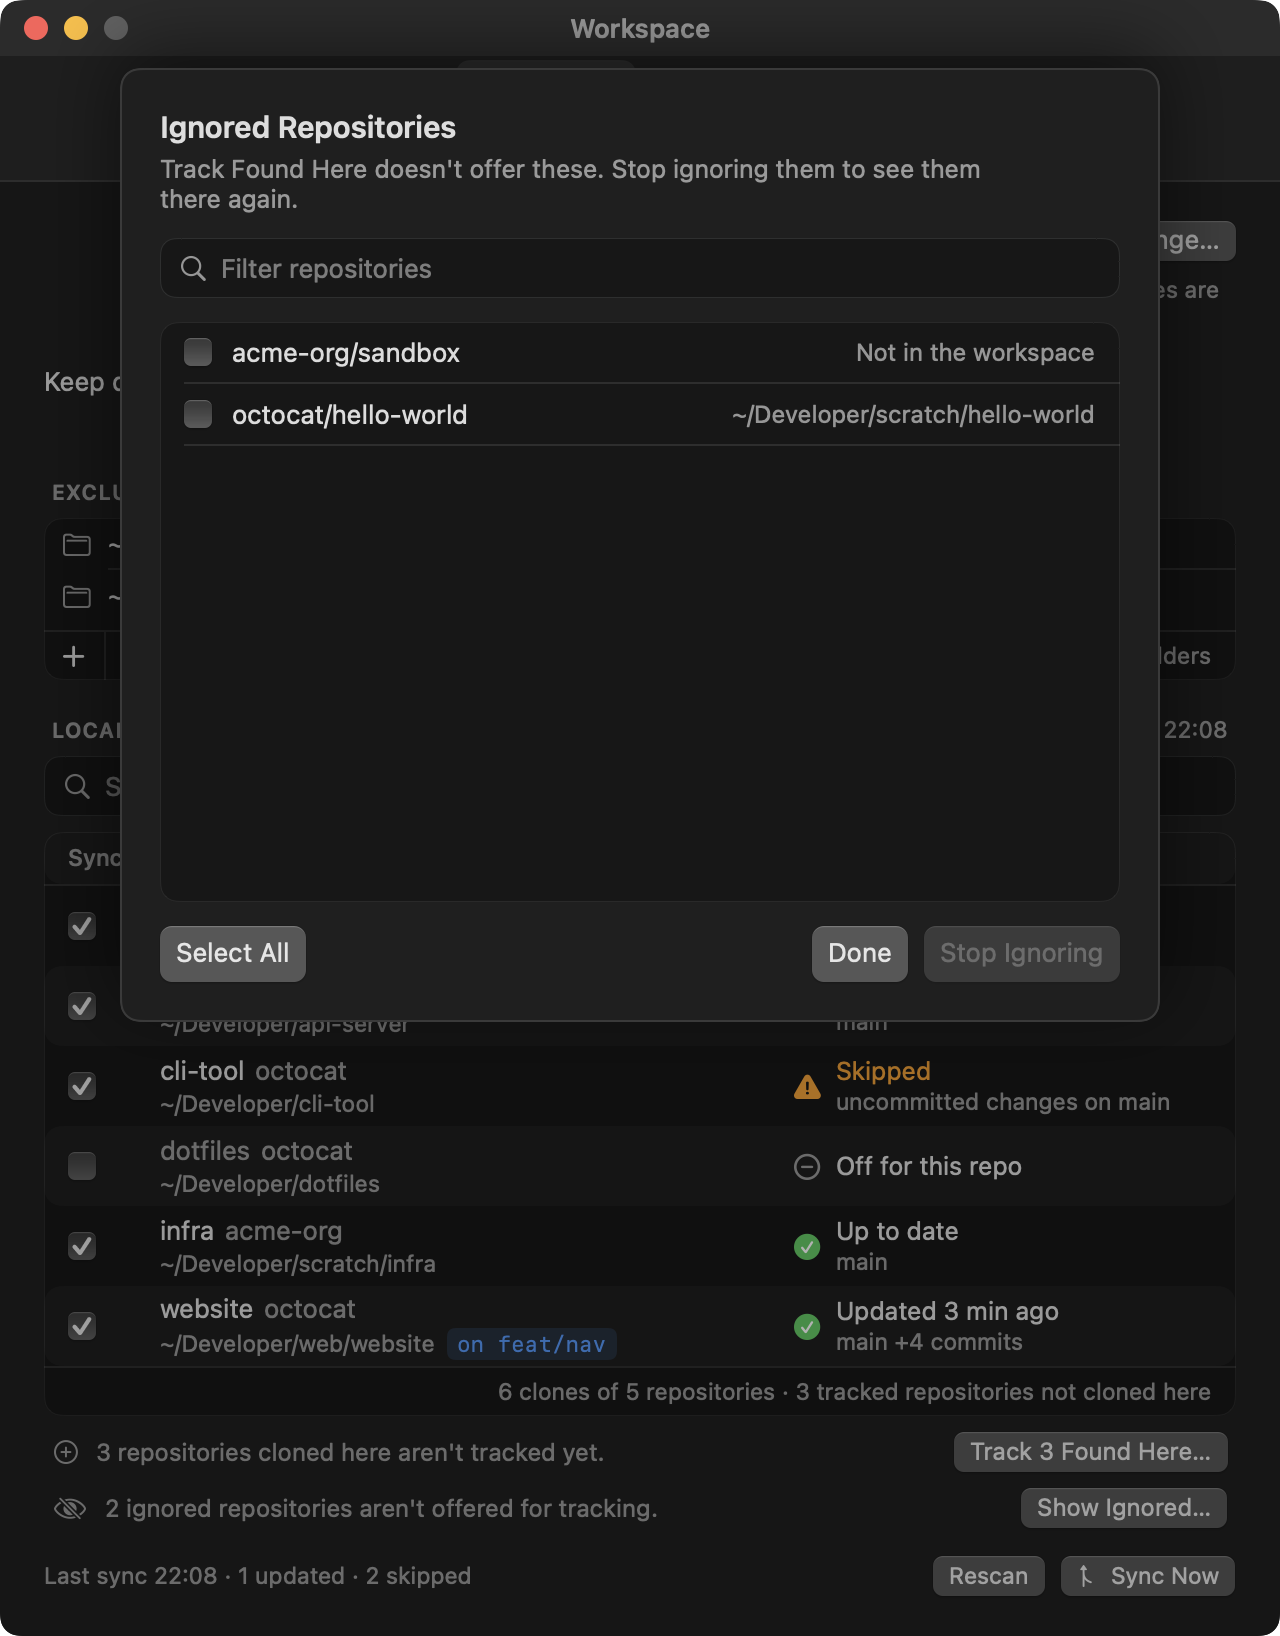 Workspace
Ignored Repositories
Track Found Here doesn't offer these. Stop ignoring them to see them
there again.
Filter repositories
acme-org/sandbox Not in the workspace
octocat/hello-world ~/Developer/scratch/hello-world
Select All Done Stop Ignoring
es are
Keep
22:08
Sync
~/Developer/api-server main
cli-tool octocat Skipped
~/Developer/cli-tool uncommitted changes on main
dotfiles octocat Off for this repo
~/Developer/dotfiles
infra acme-org Up to date
~/Developer/scratch/infra main
website octocat Updated 3 min ago
~/Developer/web/website on feat/nav main +4 commits
6 clones of 5 repositories · 3 tracked repositories not cloned here
3 repositories cloned here aren't tracked yet. Track 3 Found Here...
2 ignored repositories aren't offered for tracking. Show Ignored...
Last sync 22:08 · 1 updated · 2 skipped Rescan Sync Now